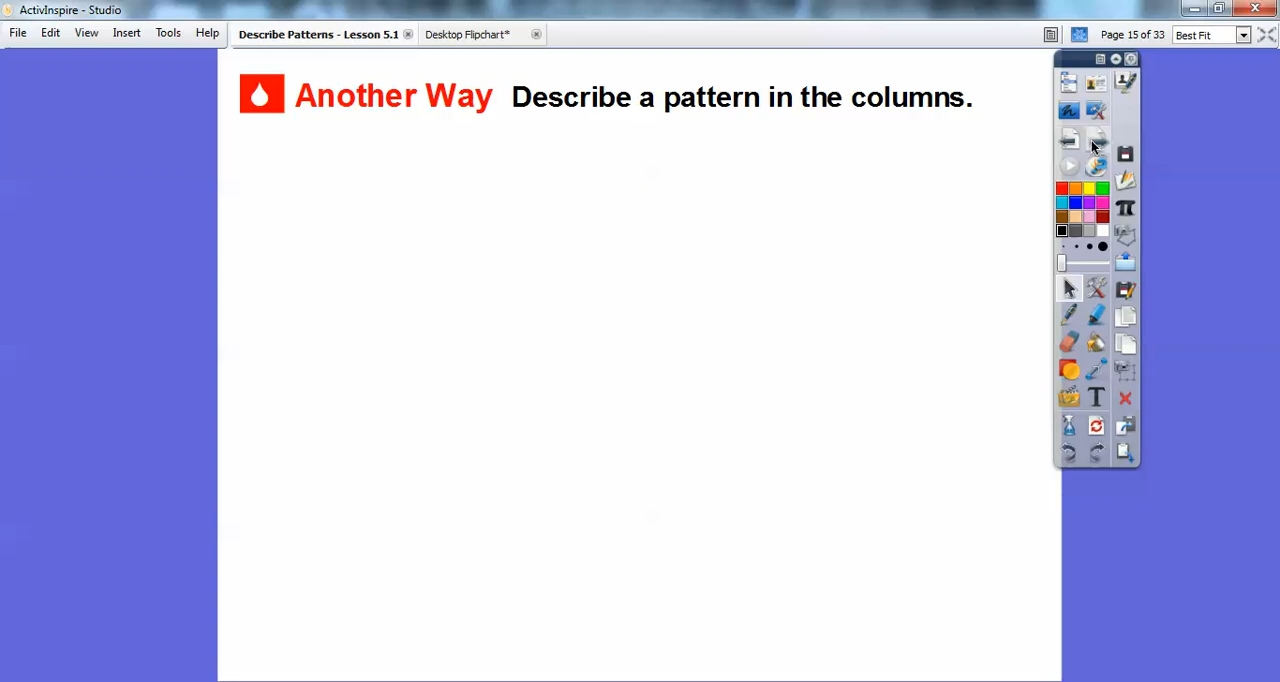 ActivInspire - Studio
File Edit View Insert Tools Help
Describe Patterns - Lesson 5.1
Desktop Flipchart*
Page 15 of 33
Best Fit
Another Way Describe a pattern in the columns.